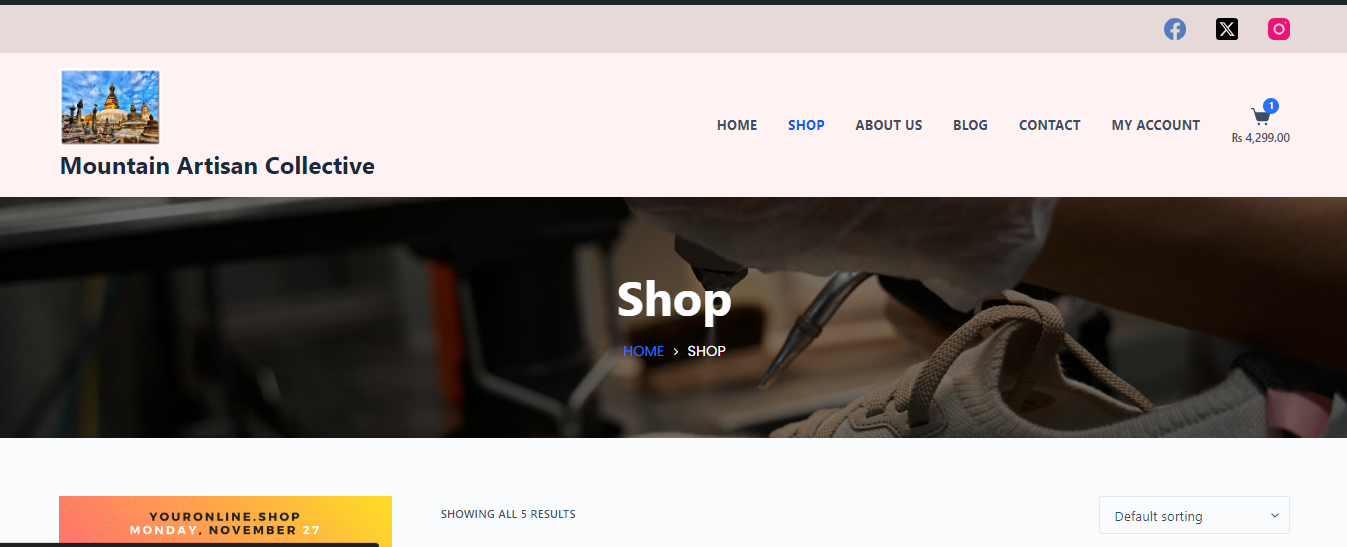 HOME
SHOP
ABOUT US
BLOG
CONTACT
MY ACCOUNT
1
Rs 4,299.00
Mountain Artisan Collective
Shop
HOME > SHOP
YOURONLINE.SHOP
MONDAY, NOVEMBER 27
SHOWING ALL 5 RESULTS
Default sorting